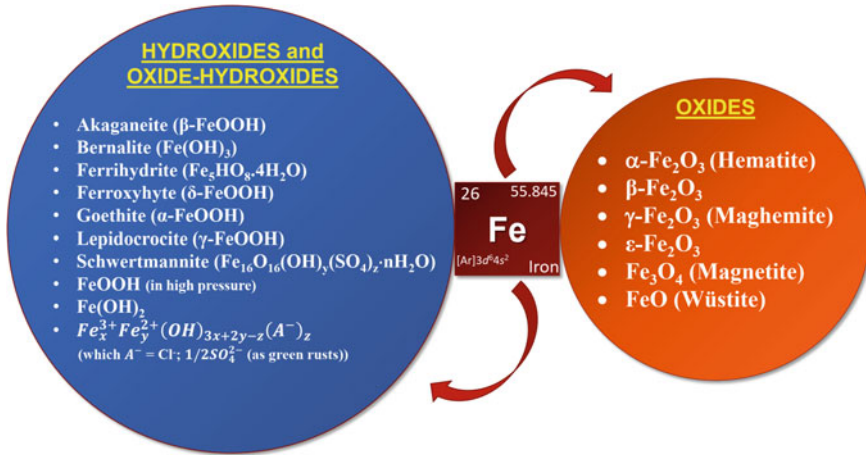 HYDROXIDES and
OXIDE-HYDROXIDES
• Akaganeite (β-FeOOH)
• Bernalite (Fe(OH)₃)
• Ferrihydrite (Fe₅HO₈.4H₂O)
• Ferroxyhyte (δ-FeOOH)
• Goethite (α-FeOOH)
• Lepidocrocite (γ-FeOOH)
• Schwertmannite (Fe₁₆O₁₆(OH)y(SO₄)z·nH₂O)
• FeOOH (in high pressure)
• Fe(OH)₂
• Feₓ³⁺Fey²⁺(OH)₃ₓ₊₂y₋z(A⁻)z
(which A⁻ = Cl⁻; 1/2SO₄²⁻ (as green rusts))
26 55.845
Fe
[Ar]3d⁶4s²
Iron
OXIDES
• α-Fe₂O₃ (Hematite)
• β-Fe₂O₃
• γ-Fe₂O₃ (Maghemite)
• ε-Fe₂O₃
• Fe₃O₄ (Magnetite)
• FeO (Wüstite)